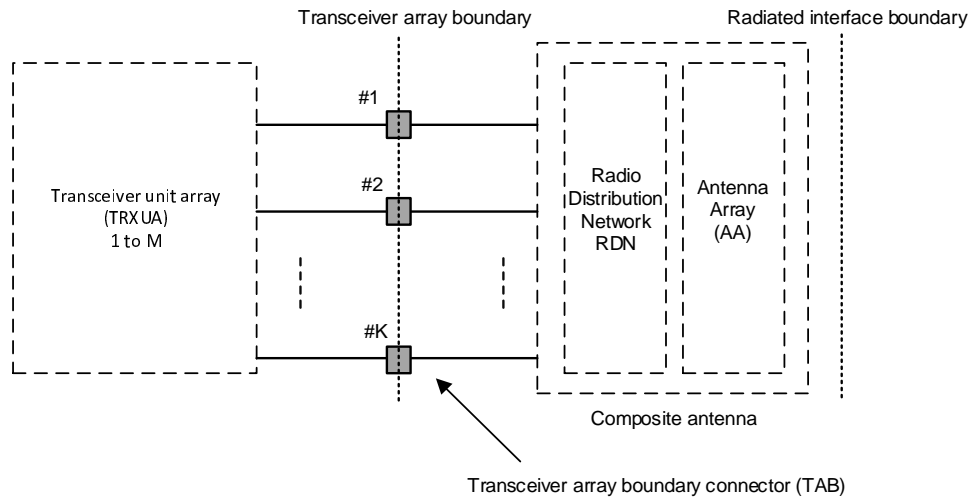 Transceiver array boundary
Radiated interface boundary
#1
#2
#K
Transceiver unit array
(TRXUA)
1 to M
Radio
Distribution
Network
RDN
Antenna
Array
(AA)
Composite antenna
Transceiver array boundary connector (TAB)